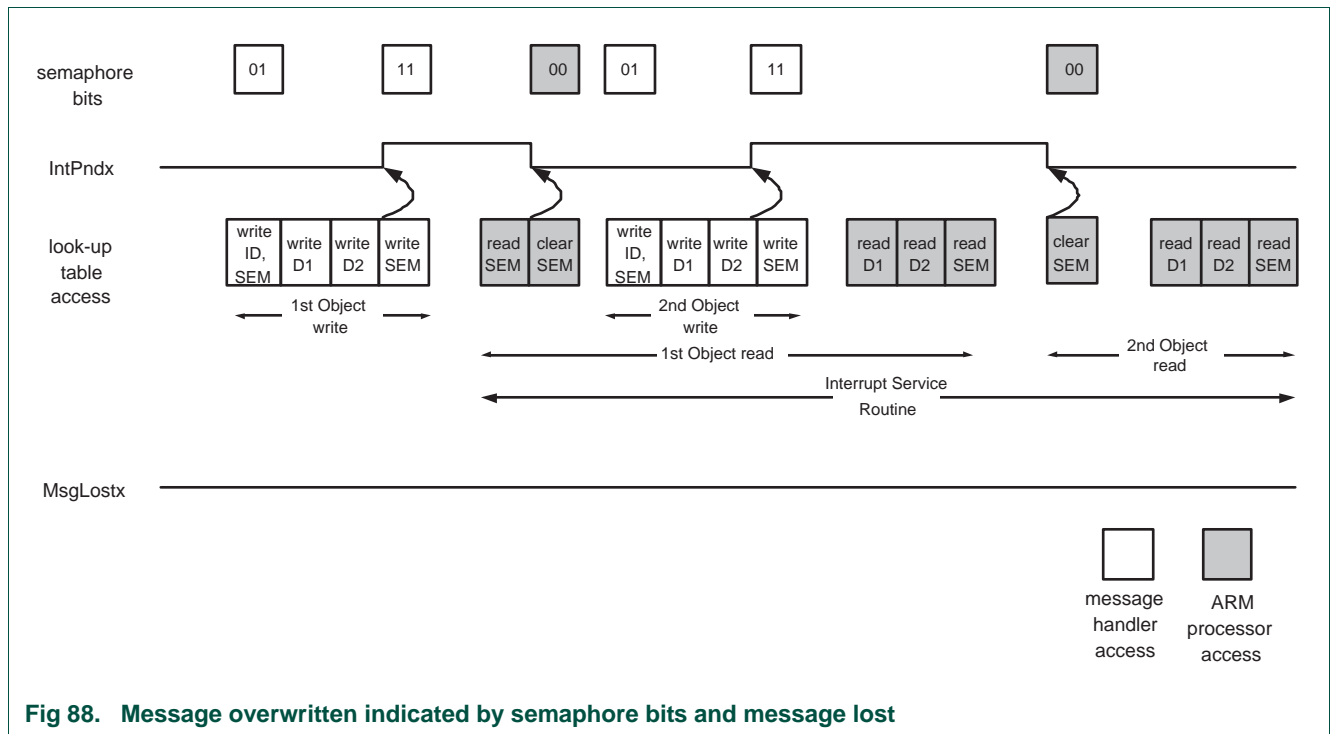 semaphore
bits
01
11
00
01
11
00
IntPndx
look-up
table
access
write
ID,
SEM
write
D1
write
D2
write
SEM
read
SEM
clear
SEM
write
ID,
SEM
write
D1
write
D2
write
SEM
read
D1
read
D2
read
SEM
clear
SEM
read
D1
read
D2
read
SEM
1st Object
write
2nd Object
write
1st Object read
2nd Object
read
Interrupt Service
Routine
MsgLostx
message
handler
access
ARM
processor
access
Fig 88. Message overwritten indicated by semaphore bits and message lost